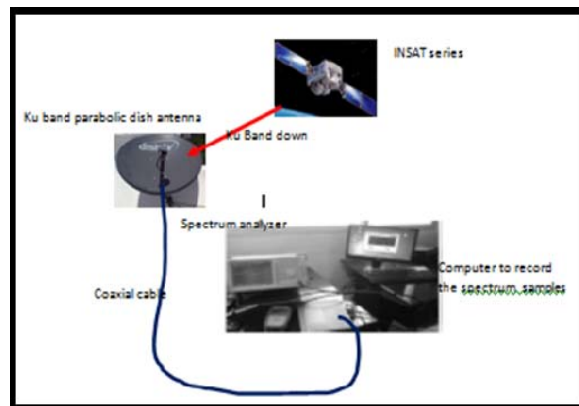 INSAT series
Ku band parabolic dish antenna
Ku Band down
Spectrum analyzer
Computer to record
the spectrum samples
Coaxial cable